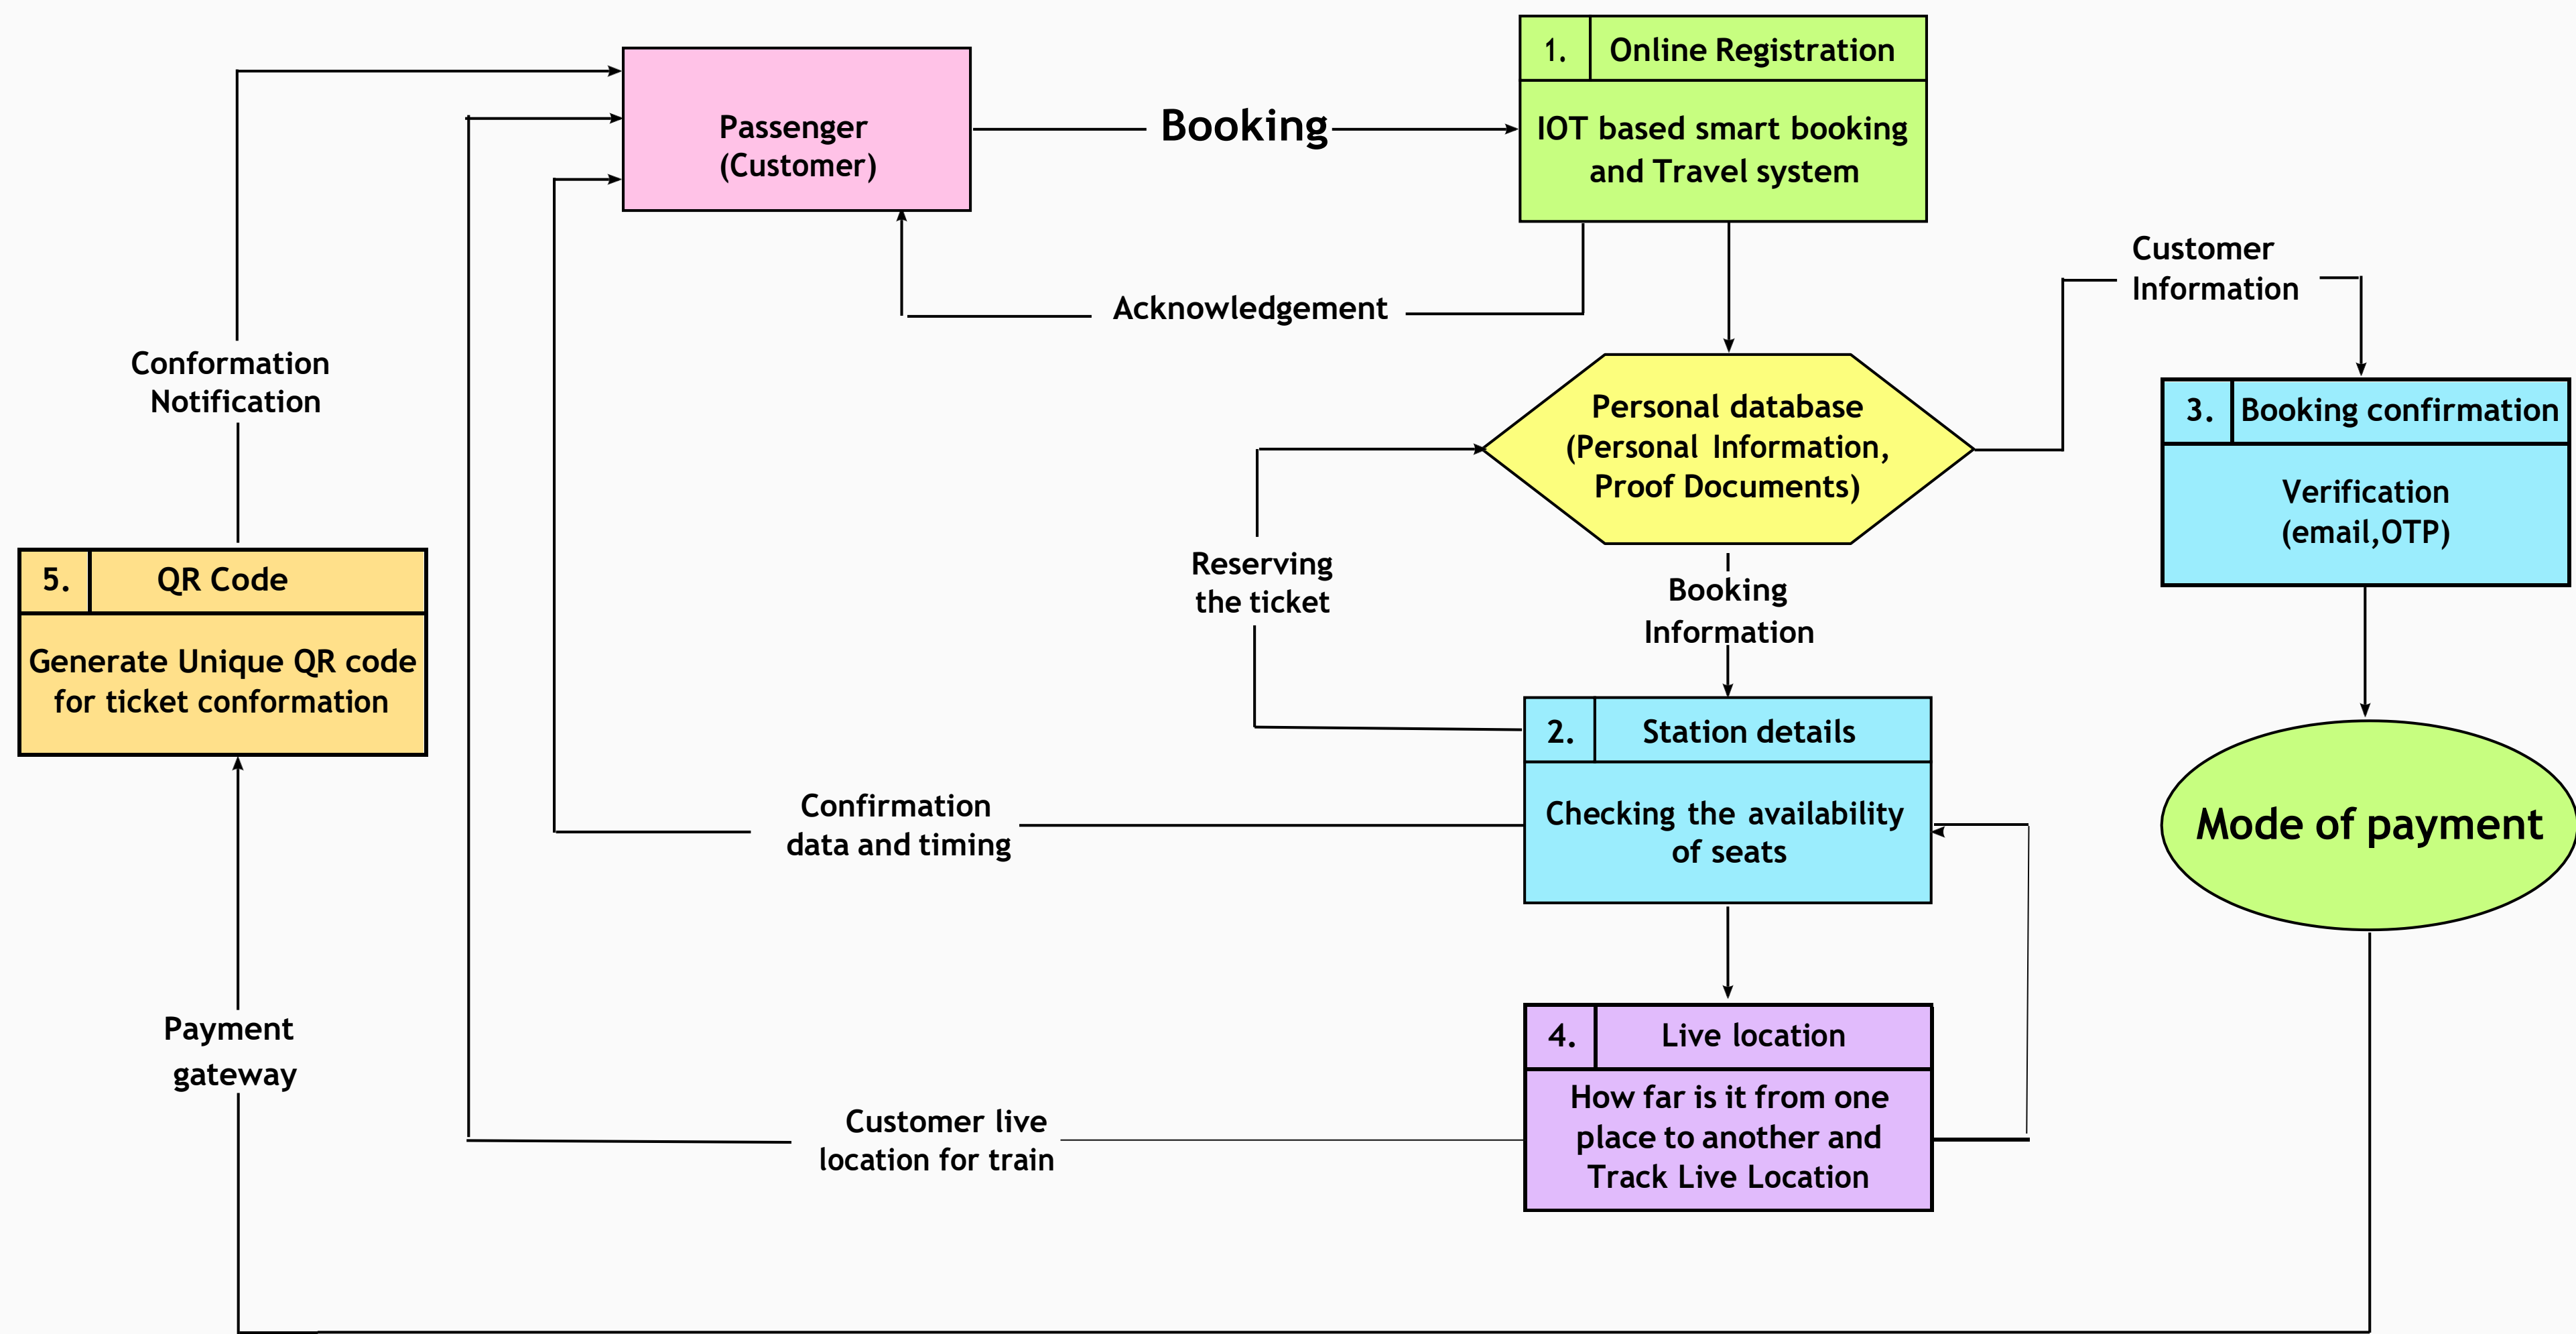 1. Online Registration
IOT based smart booking
and Travel system
Passenger
(Customer)
Booking
Customer
Information
Acknowledgement
Conformation
Notification
Personal database
(Personal Information,
Proof Documents)
3. Booking confirmation
Verification
(email,OTP)
Reserving
the ticket
Booking
Information
5. QR Code
Generate Unique QR code
for ticket conformation
2. Station details
Checking the availability
of seats
Confirmation
data and timing
Mode of payment
Payment
gateway
4. Live location
How far is it from one
place to another and
Track Live Location
Customer live
location for train